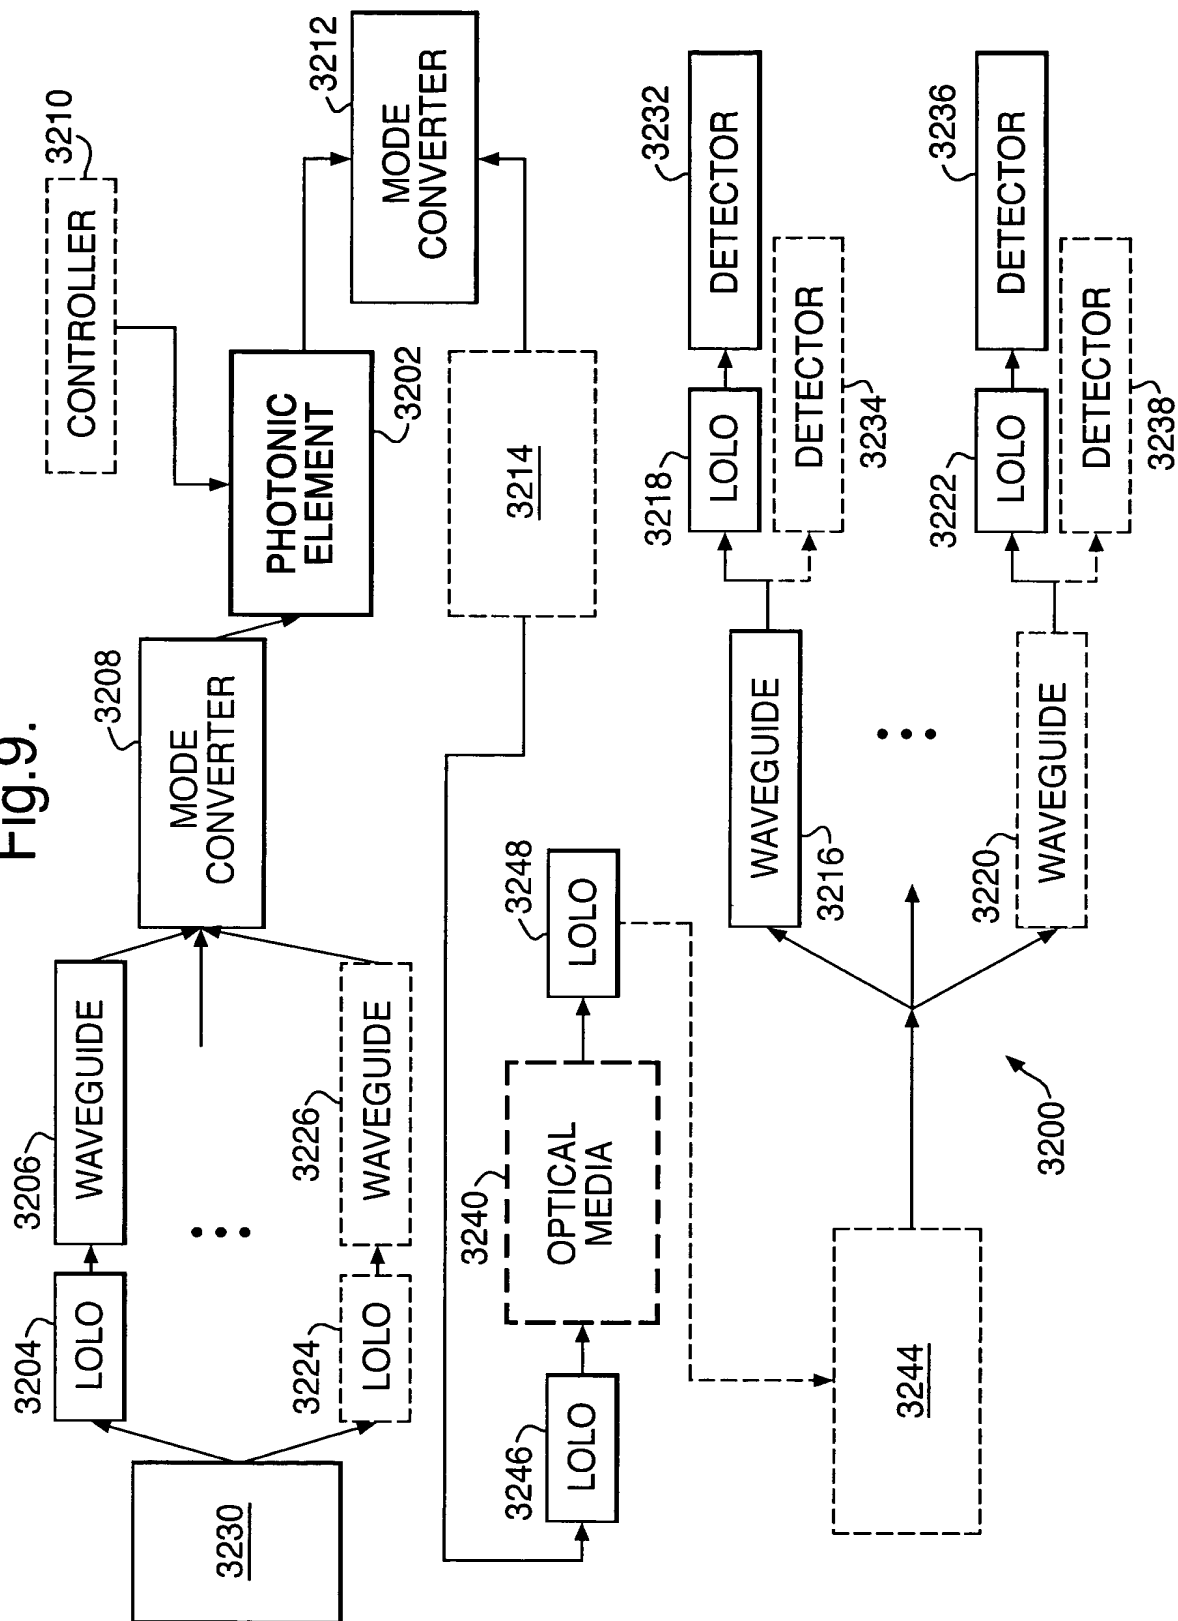 Fig.9.
3230
3204
LOLO
3206
WAVEGUIDE
3224
LOLO
3226
WAVEGUIDE
3208
MODE
CONVERTER
3210
CONTROLLER
PHOTONIC
ELEMENT
3202
3212
MODE
CONVERTER
3214
3246
LOLO
3240
OPTICAL
MEDIA
3248
LOLO
3244
3200
WAVEGUIDE
3216
3220
WAVEGUIDE
3218
LOLO
3232
DETECTOR
DETECTOR
3234
3222
LOLO
3236
DETECTOR
DETECTOR
3238